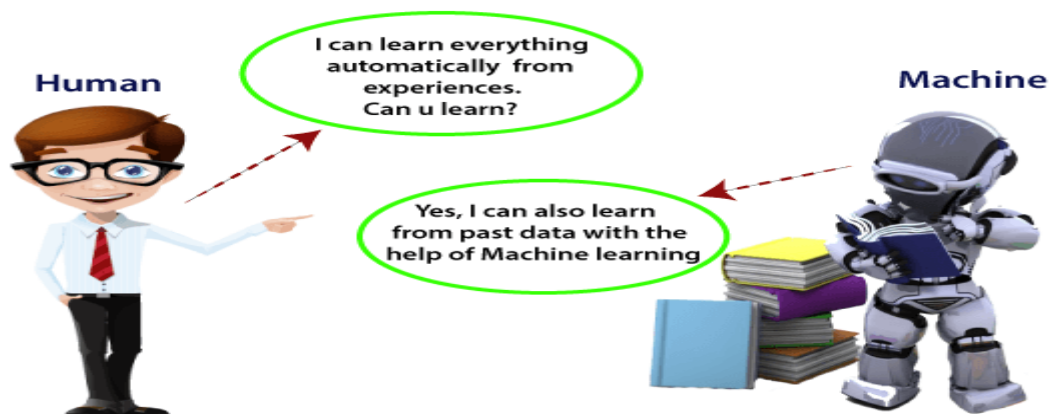 Human
I can learn everything
automatically from
experiences.
Can u learn?
Machine
Yes, I can also learn
from past data with the
help of Machine learning